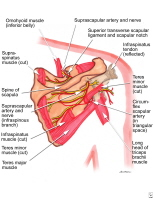 Omohyoid muscle
(inferior belly)
Suprascapular artery and nerve
Superior transverse scapular
ligament and scapular notch
Supra-
spinatus
muscle (cut)
Infraspinatus
tendon
(reflected)
Spine of
scapula
Teres
minor
muscle
(cut)
Suprascapular
artery and
nerve
(infraspinous
branch)
Circum-
flex
scapular
artery
(in
triangular
space)
Infraspinatus
muscle (cut)
Teres minor
muscle (cut)
Teres major
muscle
Long
head of
triceps
brachii
muscle